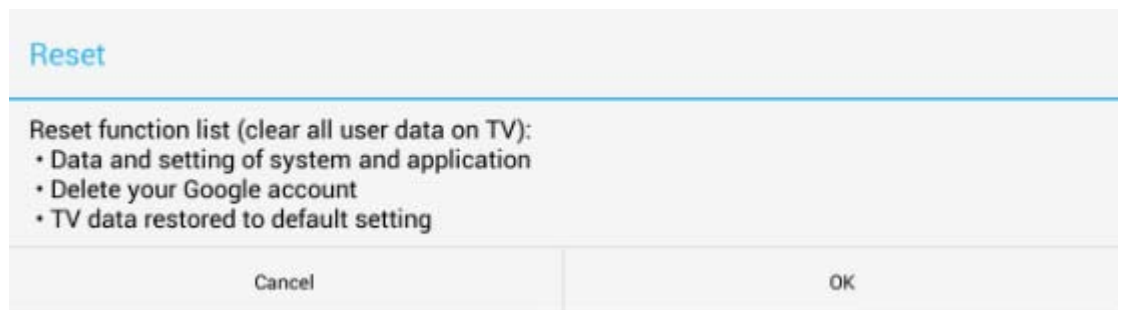 Reset
Reset function list (clear all user data on TV):
• Data and setting of system and application
• Delete your Google account
• TV data restored to default setting
Cancel
OK